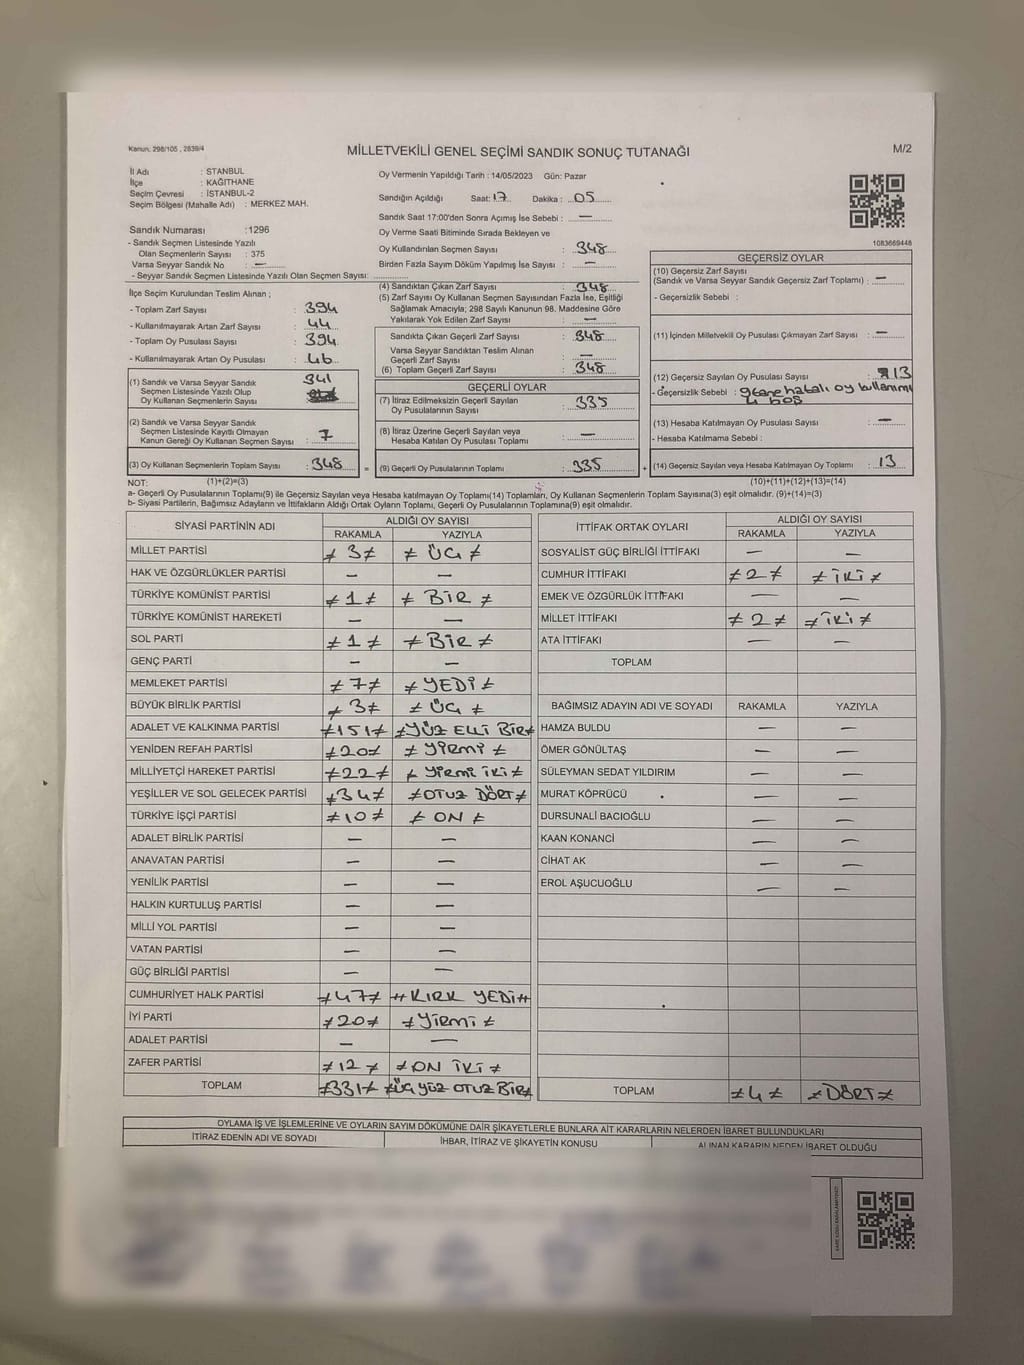 Kanun: 298/105 , 2839/4
MİLLETVEKİLİ GENEL SEÇİMİ SANDIK SONUÇ TUTANAĞI
M/2
İl Adı : STANBUL
İlçe : KAĞITHANE
Seçim Çevresi : İSTANBUL-2
Seçim Bölgesi (Mahalle Adı) : MERKEZ MAH.
Sandık Numarası :1296
- Sandık Seçmen Listesinde Yazılı
Olan Seçmenlerin Sayısı : 375
Varsa Seyyar Sandık No : —
- Seyyar Sandık Seçmen Listesinde Yazılı Olan Seçmen Sayısı:
İlçe Seçim Kurulundan Teslim Alınan ;
- Toplam Zarf Sayısı : 394
- Kullanılmayarak Artan Zarf Sayısı : 44
- Toplam Oy Pusulası Sayısı : 394
- Kullanılmayarak Artan Oy Pusulası : 46
(1) Sandık ve Varsa Seyyar Sandık 341
Seçmen Listesinde Yazılı Olup
Oy Kullanan Seçmenlerin Sayısı :
(2) Sandık ve Varsa Seyyar Sandık
Seçmen Listesinde Kayıtlı Olmayan
Kanun Gereği Oy Kullanan Seçmen Sayısı : 7
(3) Oy Kullanan Seçmenlerin Toplam Sayısı : 348 =
Oy Vermenin Yapıldığı Tarih : 14/05/2023 Gün: Pazar
Sandığın Açıldığı Saat: 17 Dakika : 05
Sandık Saat 17:00'den Sonra Açımış İse Sebebi : —
Oy Verme Saati Bitiminde Sırada Bekleyen ve
Oy Kullandırılan Seçmen Sayısı : 348
Birden Fazla Sayım Döküm Yapılmış İse Sayısı : —
(4) Sandıktan Çıkan Zarf Sayısı : 348
(5) Zarf Sayısı Oy Kullanan Seçmen Sayısından Fazla İse, Eşitliği
Sağlamak Amacıyla; 298 Sayılı Kanunun 98. Maddesine Göre
Yakılarak Yok Edilen Zarf Sayısı : —
Sandıkta Çıkan Geçerli Zarf Sayısı : 348
Varsa Seyyar Sandıktan Teslim Alınan
Geçerli Zarf Sayısı : —
(6) Toplam Geçerli Zarf Sayısı : 348
GEÇERLİ OYLAR
(7) İtiraz Edilmeksizin Geçerli Sayılan
Oy Pusulalarının Sayısı : 335
(8) İtiraz Üzerine Geçerli Sayılan veya
Hesaba Katılan Oy Pusulası Toplamı : —
(9) Geçerli Oy Pusulalarının Toplamı : 335 +
1083669446
GEÇERSİZ OYLAR
(10) Geçersiz Zarf Sayısı
(Sandık ve Varsa Seyyar Sandık Geçersiz Zarf Toplamı) : —
- Geçersizlik Sebebi :
(11) İçinden Milletvekili Oy Pusulası Çıkmayan Zarf Sayısı : —
(12) Geçersiz Sayılan Oy Pusulası Sayısı : 13
- Geçersizlik Sebebi : 9 tane hatalı oy kullanımı
4 boş
(13) Hesaba Katılmayan Oy Pusulası Sayısı : —
- Hesaba Katılmama Sebebi :
(14) Geçersiz Sayılan veya Hesaba Katılmayan Oy Toplamı : 13
NOT: (1)+(2)=(3) (10)+(11)+(12)+(13)=(14)
a- Geçerli Oy Pusulalarının Toplamı(9) ile Geçersiz Sayılan veya Hesaba katılmayan Oy Toplamı(14) Toplamları, Oy Kullanan Seçmenlerin Toplam Sayısına(3) eşit olmalıdır. (9)+(14)=(3)
b- Siyasi Partilerin, Bağımsız Adayların ve İttifakların Aldığı Ortak Oyların Toplamı, Geçerli Oy Pusulalarının Toplamına(9) eşit olmalıdır.
SİYASİ PARTİNİN ADI ALDIĞI OY SAYISI
RAKAMLA YAZIYLA
MİLLET PARTİSİ ≠3≠ ≠ ÜÇ ≠
HAK VE ÖZGÜRLÜKLER PARTİSİ — —
TÜRKİYE KOMÜNİST PARTİSİ ≠1≠ ≠ BİR ≠
TÜRKİYE KOMÜNİST HAREKETİ — —
SOL PARTİ ≠1≠ ≠ BİR ≠
GENÇ PARTİ — —
MEMLEKET PARTİSİ ≠7≠ ≠ YEDİ ≠
BÜYÜK BİRLİK PARTİSİ ≠3≠ ≠ ÜÇ ≠
ADALET VE KALKINMA PARTİSİ ≠151≠ ≠YÜZ ELLİ BİR≠
YENİDEN REFAH PARTİSİ ≠20≠ ≠ YİRMİ ≠
MİLLİYETÇİ HAREKET PARTİSİ ≠22≠ ≠ YİRMİ İKİ ≠
YEŞİLLER VE SOL GELECEK PARTİSİ ≠34≠ ≠OTUZ DÖRT≠
TÜRKİYE İŞÇİ PARTİSİ ≠10≠ ≠ ON ≠
ADALET BİRLİK PARTİSİ — —
ANAVATAN PARTİSİ — —
YENİLİK PARTİSİ — —
HALKIN KURTULUŞ PARTİSİ — —
MİLLİ YOL PARTİSİ — —
VATAN PARTİSİ — —
GÜÇ BİRLİĞİ PARTİSİ — —
CUMHURİYET HALK PARTİSİ ≠47≠ ≠KIRK YEDİ≠
İYİ PARTİ ≠20≠ ≠YİRMİ ≠
ADALET PARTİSİ — —
ZAFER PARTİSİ ≠12≠ ≠ON İKİ ≠
TOPLAM ≠331≠ ≠ÜÇ YÜZ OTUZ BİR≠
İTTİFAK ORTAK OYLARI ALDIĞI OY SAYISI
RAKAMLA YAZIYLA
SOSYALİST GÜÇ BİRLİĞİ İTTİFAKI — —
CUMHUR İTTİFAKI ≠2≠ ≠ İKİ ≠
EMEK VE ÖZGÜRLÜK İTTİFAKI — —
MİLLET İTTİFAKI ≠2≠ ≠ İKİ ≠
ATA İTTİFAKI — —
TOPLAM
BAĞIMSIZ ADAYIN ADI VE SOYADI RAKAMLA YAZIYLA
HAMZA BULDU — —
ÖMER GÖNÜLTAŞ — —
SÜLEYMAN SEDAT YILDIRIM — —
MURAT KÖPRÜCÜ — —
DURSUNALİ BACIOĞLU — —
KAAN KONANCİ — —
CİHAT AK — —
EROL AŞUCUOĞLU — —
TOPLAM ≠4≠ ≠DÖRT≠
OYLAMA İŞ VE İŞLEMLERİNE VE OYLARIN SAYIM DÖKÜMÜNE DAİR ŞİKAYETLERLE BUNLARA AİT KARARLARIN NELERDEN İBARET BULUNDUKLARI
İTİRAZ EDENİN ADI VE SOYADI İHBAR, İTİRAZ VE ŞİKAYETİN KONUSU ALINAN KARARIN NEDEN İBARET OLDUĞU